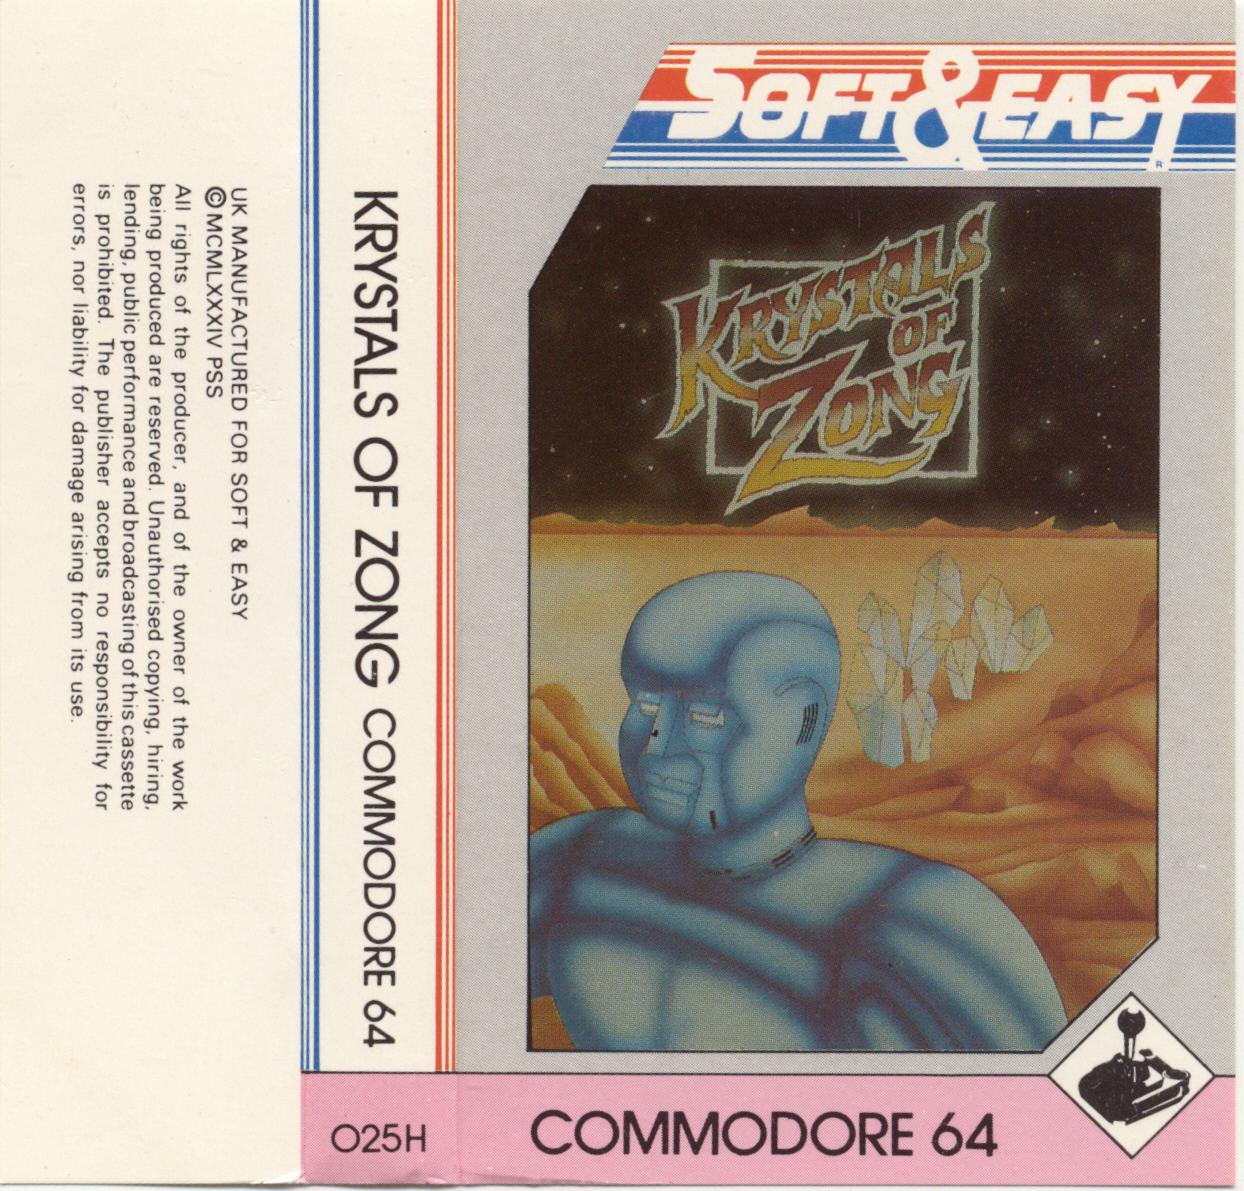 UK MANUFACTURED FOR SOFT & EASY
©MCMLXXXIV PSS
All rights of the producer, and of the owner of the work
being produced are reserved. Unauthorised copying, hiring,
lending, public performance and broadcasting of this cassette
is prohibited. The publisher accepts no responsibility for
errors, nor liability for damage arising from its use.
KRYSTALS OF ZONG COMMODORE 64
O25H
SOFT&EASY
R
KRYSTALS
OF
ZONG
COMMODORE 64